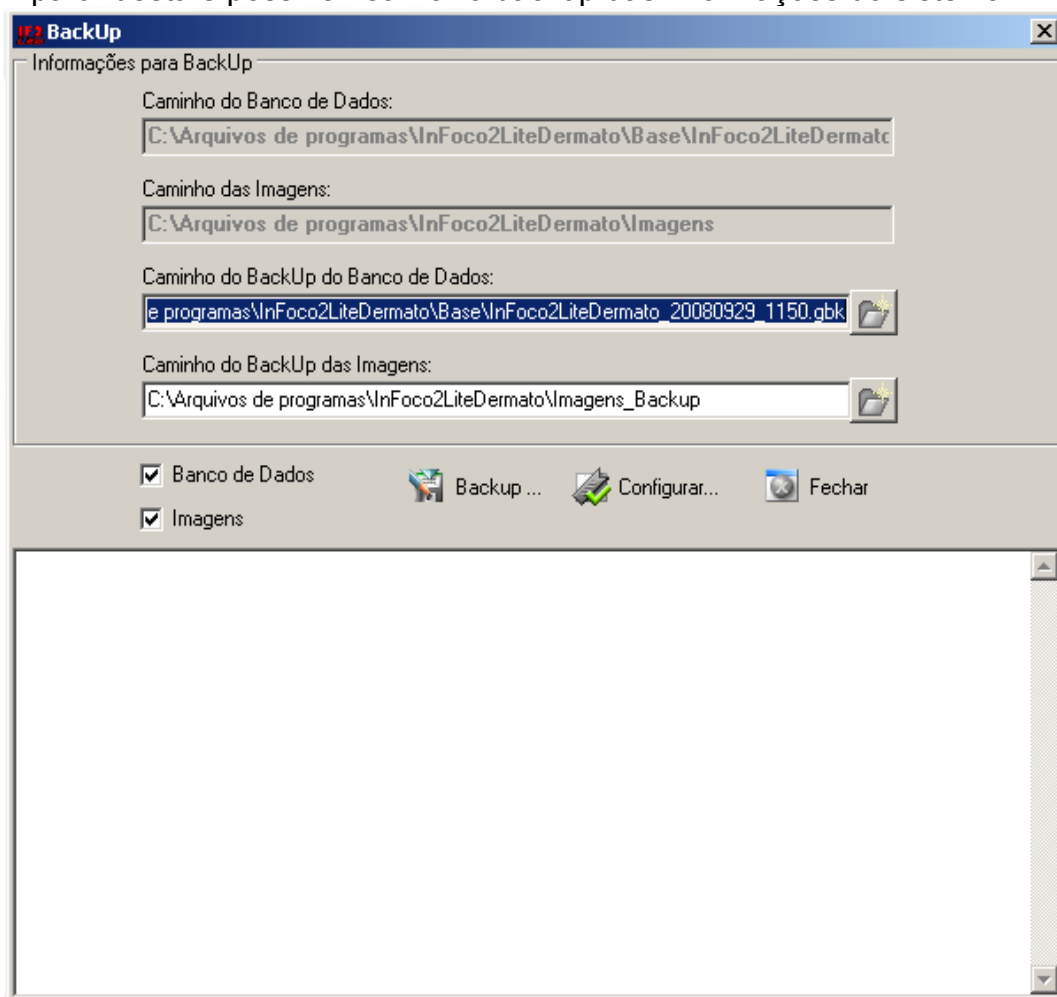 BackUp
Informações para BackUp
Caminho do Banco de Dados:
C:\Arquivos de programas\InFoco2LiteDermato\Base\InFoco2LiteDermato
Caminho das Imagens:
C:\Arquivos de programas\InFoco2LiteDermato\Imagens
Caminho do BackUp do Banco de Dados:
e programas\InFoco2LiteDermato\Base\InFoco2LiteDermato_20080929_1150.gbk
Caminho do BackUp das Imagens:
C:\Arquivos de programas\InFoco2LiteDermato\Imagens_Backup
Banco de Dados Backup ... Configurar... Fechar
Imagens